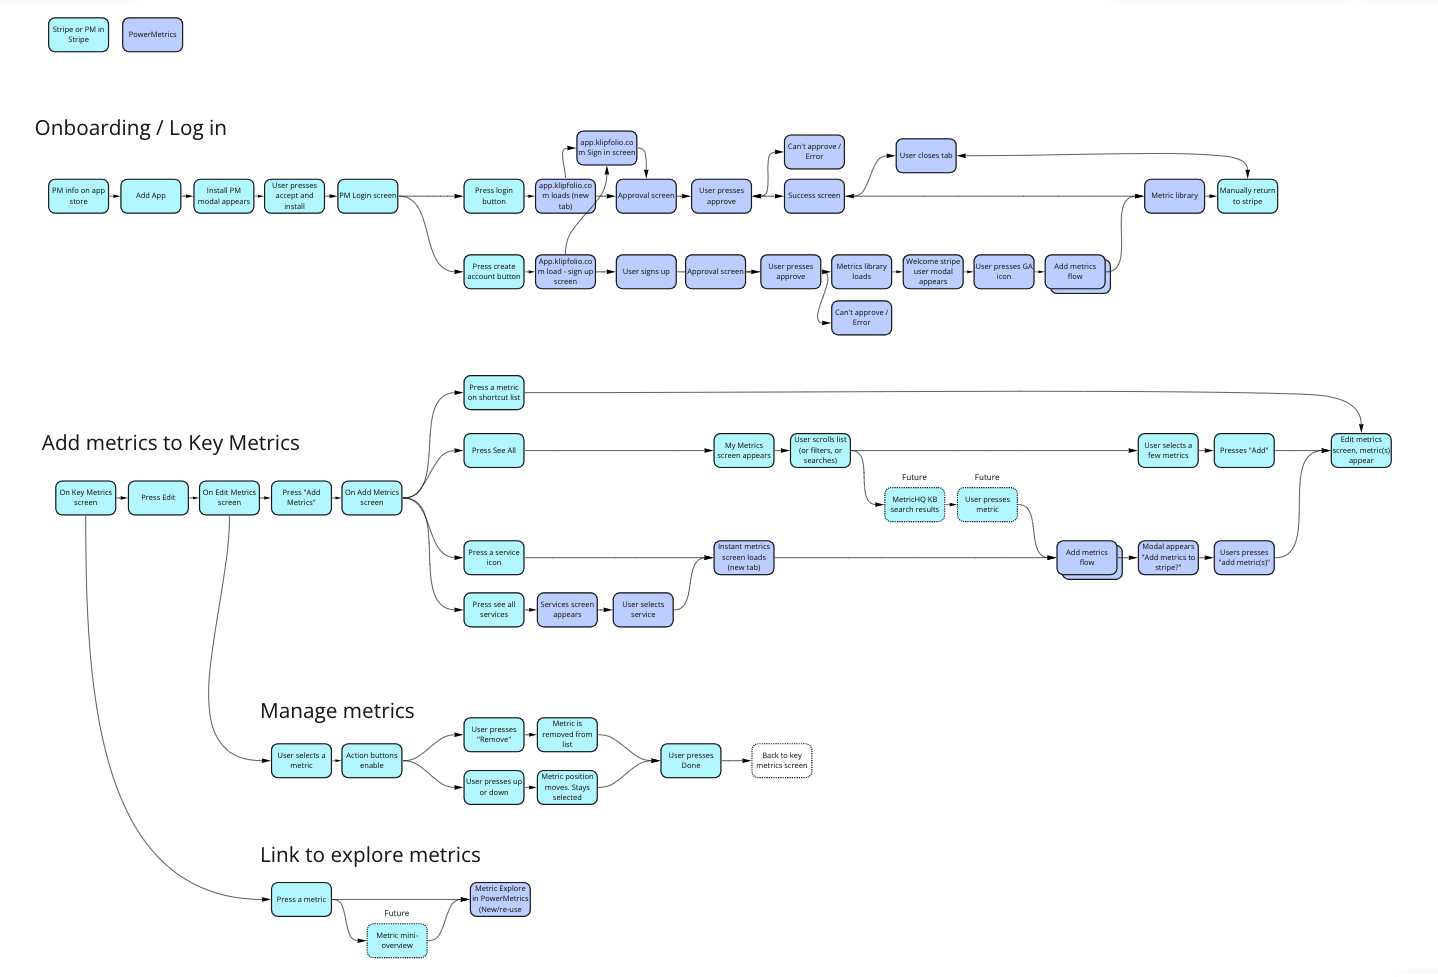 Stripe or PM in
Stripe
PowerMetrics
Onboarding / Log in
app.klipfolio.co
m Sign in screen
Can't approve /
Error
User closes tab
PM info on app
store
Add App
Install PM
modal appears
User presses
accept and
install
PM Login screen
Press login
button
app.klipfolio.co
m loads (new
tab)
Approval screen
User presses
approve
Success screen
Metric library
Manually return
to stripe
Press create
account button
App.klipfolio.co
m load - sign up
screen
User signs up
Approval screen
User presses
approve
Metrics library
loads
Welcome stripe
user modal
appears
User presses GA
icon
Add metrics
flow
Can't approve /
Error
Press a metric
on shortcut list
Add metrics to Key Metrics
Press See All
My Metrics
screen appears
User scrolls list
(or filters, or
searches)
User selects a
few metrics
Presses "Add"
Edit metrics
screen, metric(s)
appear
Future
Future
On Key Metrics
screen
Press Edit
On Edit Metrics
screen
Press "Add
Metrics"
On Add Metrics
screen
MetricHQ KB
search results
User presses
metric
Press a service
icon
Instant metrics
screen loads
(new tab)
Add metrics
flow
Modal appears
"Add metrics to
stripe?"
Users presses
"add metric(s)"
Press see all
services
Services screen
appears
User selects
service
Manage metrics
User presses
"Remove"
Metric is
removed from
list
User selects a
metric
Action buttons
enable
User presses
Done
Back to key
metrics screen
User presses up
or down
Metric position
moves. Stays
selected
Link to explore metrics
Press a metric
Metric Explore
in PowerMetrics
(New/re-use
Future
Metric mini-
overview